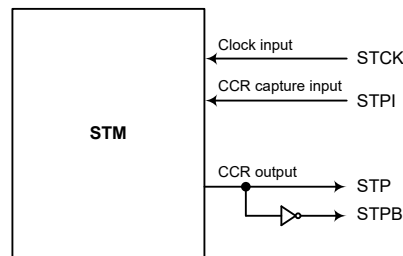 Clock input
STCK
CCR capture input
STPI
STM
CCR output
STP
STPB